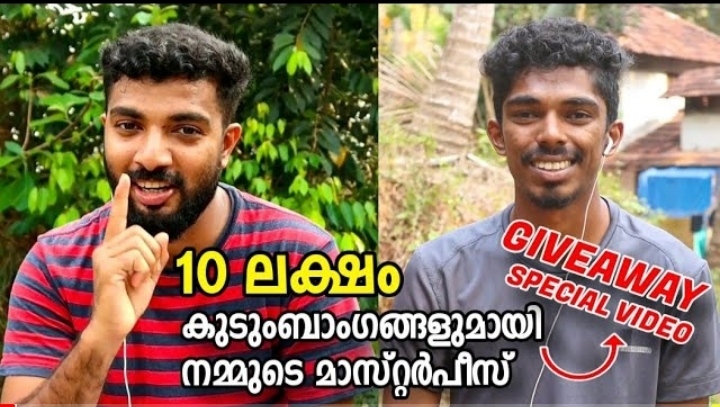 10 ലക്ഷം
കുടുംബാംഗങ്ങളുമായി
നമ്മുടെ മാസ്റ്റർപീസ്
GIVEAWAY
SPECIAL VIDEO